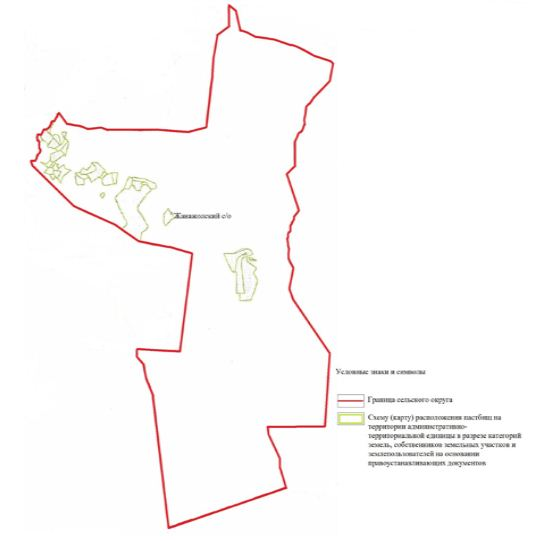 Жанажолский с/о
Условные знаки и символы
Граница сельского округа
Схему (карту) расположения пастбищ на
территории административно-
территориальной единицы в разрезе категорий
земель, собственников земельных участков и
землепользователей на основании
правоустанавливающих документов